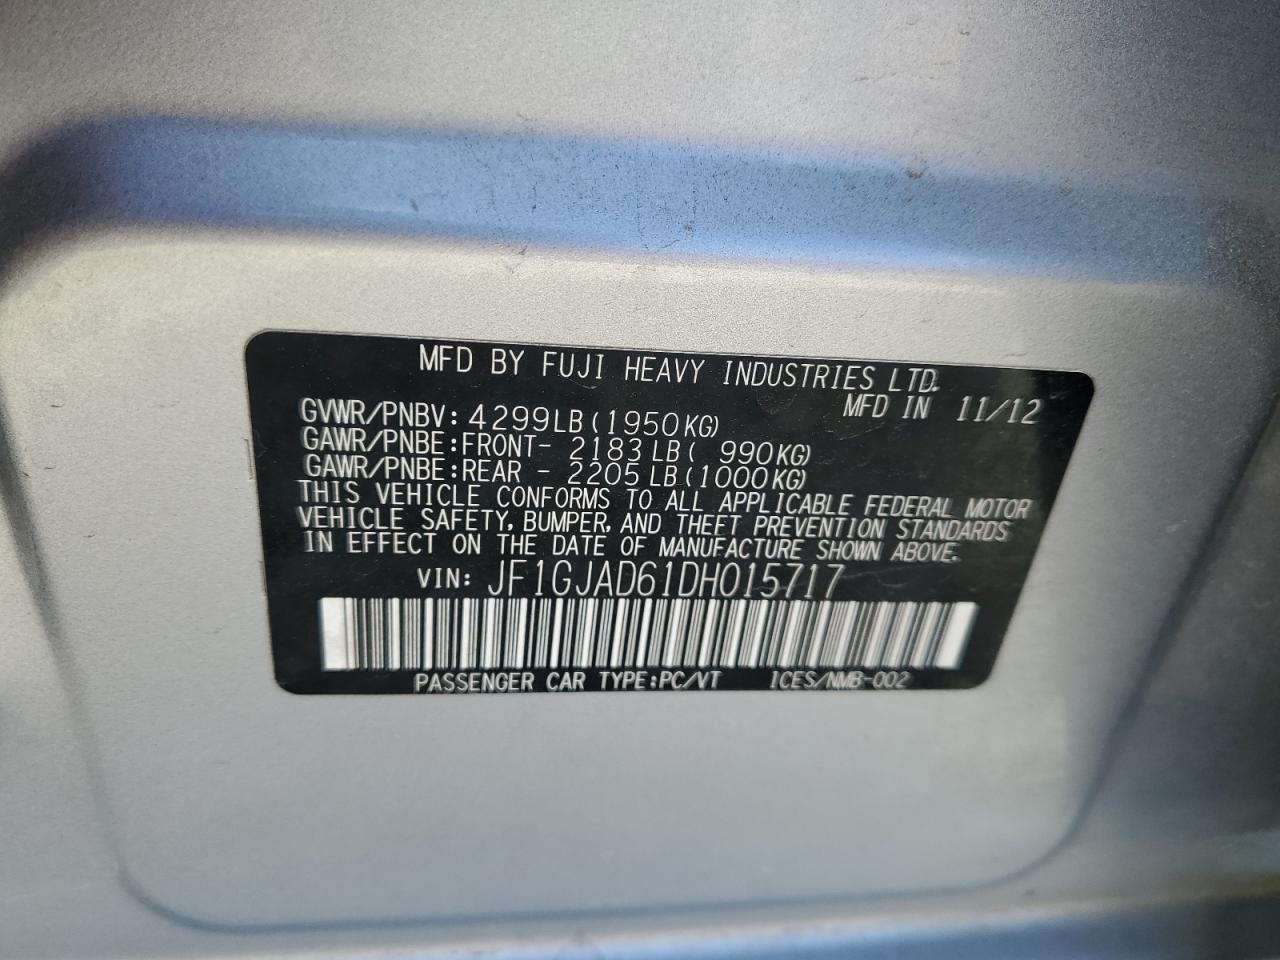 MFD BY FUJI HEAVY INDUSTRIES LTD.
MFD IN 11/12
GVWR/PNBV: 4299LB(1950KG)
GAWR/PNBE:FRONT- 2183LB( 990KG)
GAWR/PNBE:REAR - 2205LB(1000KG)
THIS VEHICLE CONFORMS TO ALL APPLICABLE FEDERAL MOTOR
VEHICLE SAFETY, BUMPER, AND THEFT PREVENTION STANDARDS
IN EFFECT ON THE DATE OF MANUFACTURE SHOWN ABOVE.
VIN: JF1GJAD61DH015717
PASSENGER CAR TYPE:PC/VT ICES/NMB-002